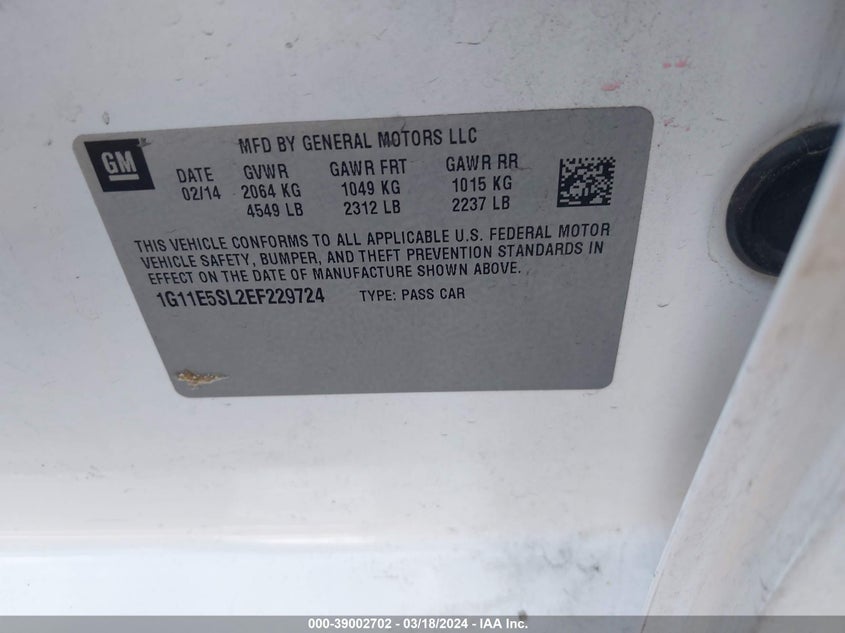 GM
MFD BY GENERAL MOTORS LLC
DATE GVWR GAWR FRT GAWR RR
02/14 2064 KG 1049 KG 1015 KG
4549 LB 2312 LB 2237 LB
THIS VEHICLE CONFORMS TO ALL APPLICABLE U.S. FEDERAL MOTOR
VEHICLE SAFETY, BUMPER, AND THEFT PREVENTION STANDARDS IN
EFFECT ON THE DATE OF MANUFACTURE SHOWN ABOVE.
1G11E5SL2EF229724 TYPE: PASS CAR
000-39002702 - 03/18/2024 - IAA Inc.